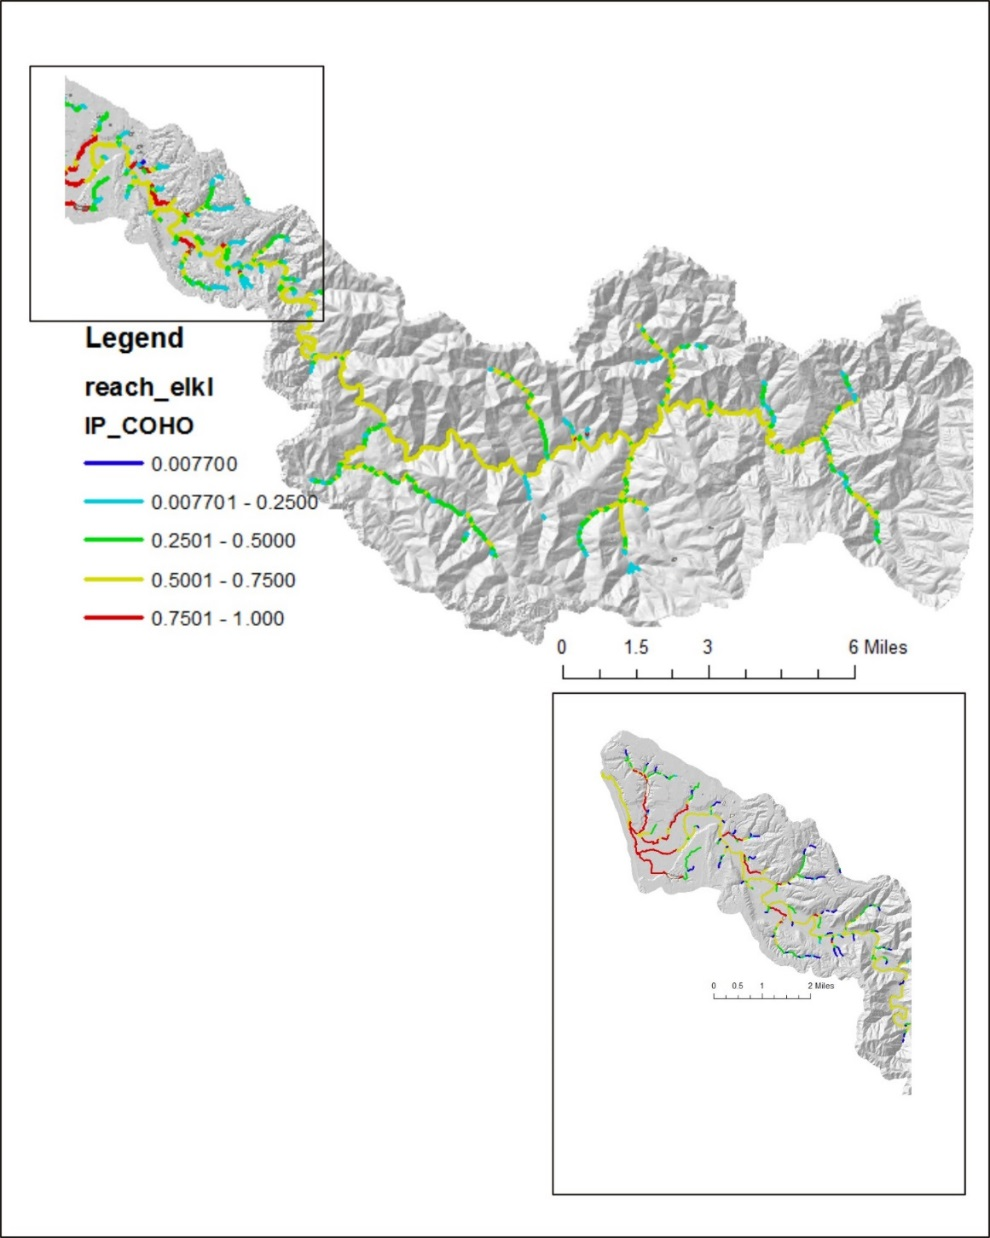 Legend
reach_elkl
IP_COHO
0.007700
0.007701 - 0.2500
0.2501 - 0.5000
0.5001 - 0.7500
0.7501 - 1.000
0 1.5 3 6 Miles
0 0.5 1 2 Miles